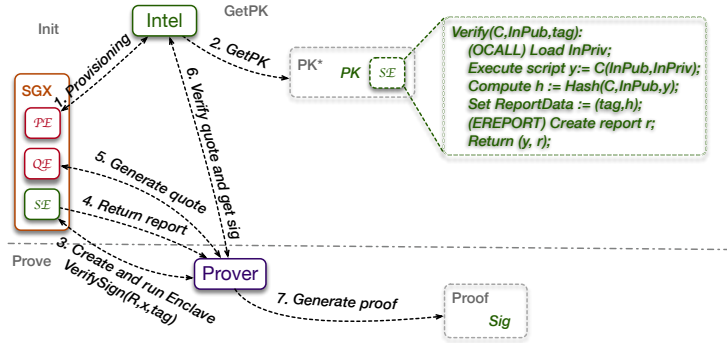 Init
Intel
GetPK
1. Provisioning
2. GetPK
PK*
PK
SE
Verify(C,InPub,tag):
(OCALL) Load InPriv;
Execute script y:= C(InPub,InPriv);
Compute h := Hash(C,InPub,y);
Set ReportData := (tag,h);
(EREPORT) Create report r;
Return (y, r);
SGX
PE
QE
SE
6. Verify quote and get sig
5. Generate quote
4. Return report
3. Create and run Enclave
VerifySign(R,x,tag)
Prove
Prover
7. Generate proof
Proof
Sig